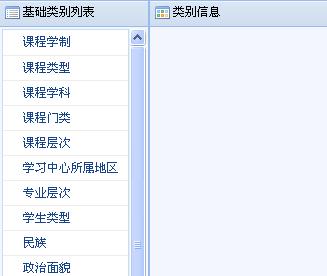 基础类别列表
类别信息
课程学制
课程类型
课程学科
课程门类
课程层次
学习中心所属地区
专业层次
学生类型
民族
政治面貌